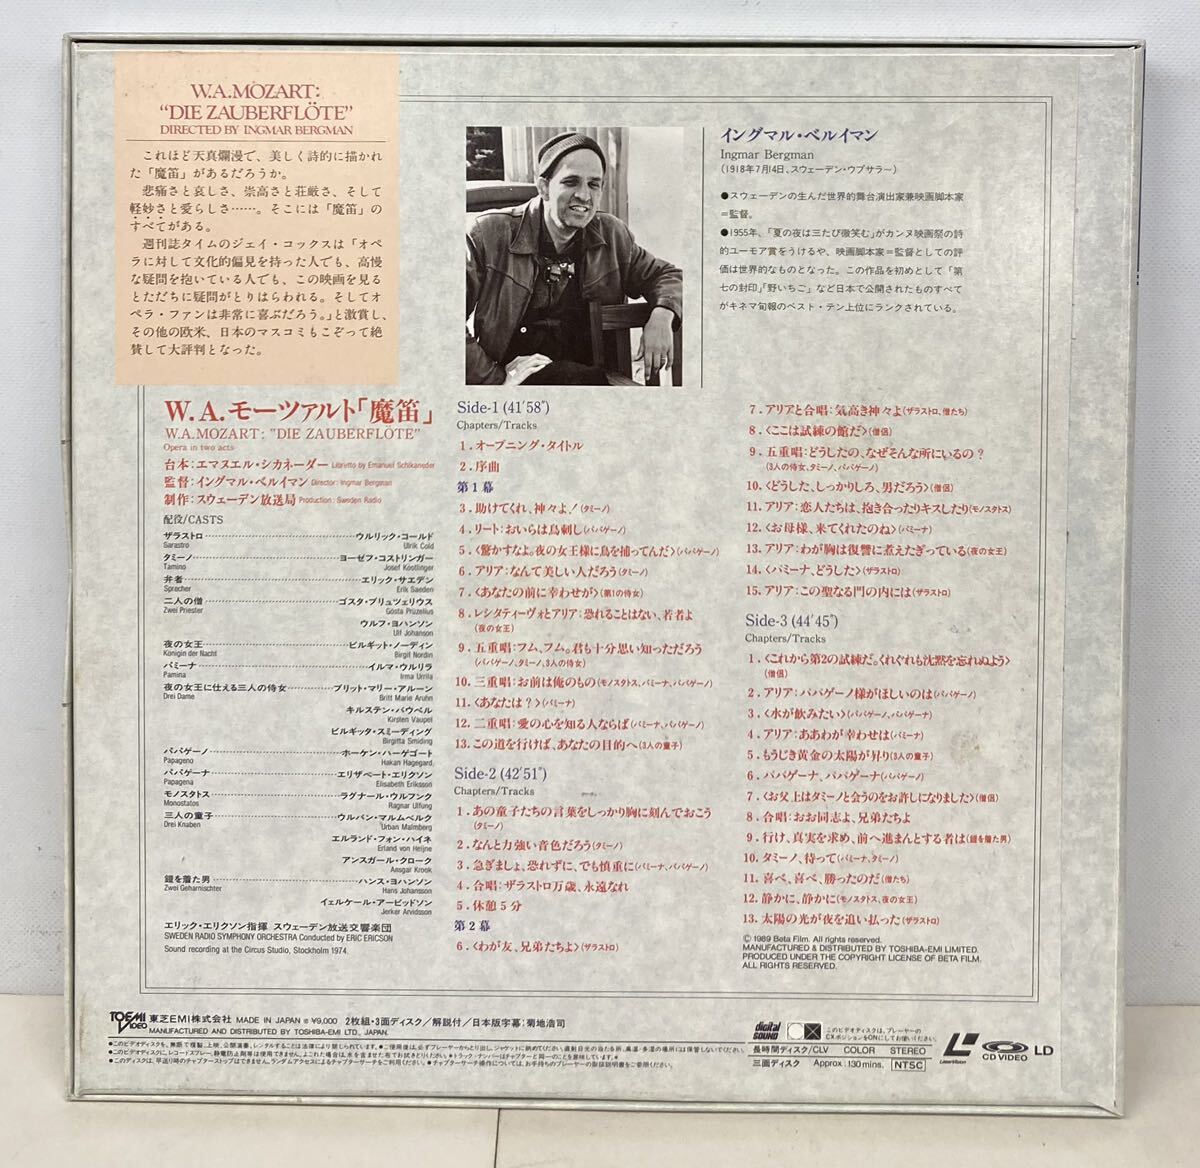 W.A.MOZART:
“DIE ZAUBERFLÖTE”
DIRECTED BY INGMAR BERGMAN
これほど天真爛漫で、美しく詩的に描かれ
た「魔笛」があるだろうか。
悲痛さと哀しさ、崇高さと荘厳さ、そして
軽妙さと愛らしさ……。そこには「魔笛」の
すべてがある。
週刊誌タイムのジェイ・コックスは「オペ
ラに対して文化的偏見を持った人でも、高慢
な疑問を抱いている人でも、この映画を見る
とただちに疑問がとりはらわれる。そしてオ
ペラ・ファンは非常に喜ぶだろう。」と激賞し、
その他の欧米、日本のマスコミもこぞって絶
賛して大評判となった。
イングマル・ベルイマン
Ingmar Bergman
(1918年7月14日、スウェーデン・ウプサラ〜)
●スウェーデンの生んだ世界的舞台演出家兼映画脚本家
＝監督。
●1955年、「夏の夜は三たび微笑む」がカンヌ映画祭の詩
的ユーモア賞をうけるや、映画脚本家＝監督としての評
価は世界的なものとなった。この作品を初めとして「第
七の封印」「野いちご」など日本で公開されたものすべて
がキネマ旬報のベスト・テン上位にランクされている。
W.A.モーツァルト「魔笛」
W.A.MOZART: "DIE ZAUBERFLÖTE"
Opera in two acts
台本：エマヌエル・シカネーダー Libretto by Emanuel Schikaneder
監督：イングマル・ベルイマン Director: Ingmar Bergman
制作：スウェーデン放送局 Production: Sweden Radio
配役/CASTS
ザラストロ……ウルリック・コールド
Sarastro Ulrik Cold
タミーノ……ヨーゼフ・コストリンガー
Tamino Josef Kostlinger
弁者……エリック・サエデン
Sprecher Erik Saeden
二人の僧……ゴスタ・プリュツェリウス
Zwei Priester Gösta Prüzelius
ウルフ・ヨハンソン
Ulf Johanson
夜の女王……ビルギット・ノーディン
Königin der Nacht Birgit Nordin
パミーナ……イルマ・ウルリラ
Pamina Irma Urrila
夜の女王に仕える三人の侍女……ブリット・マリー・アルーン
Drei Dame Britt Marie Aruhn
キルステン・バウペル
Kirsten Vaupel
ビルギッタ・スミーディング
Birgitta Smiding
パパゲーノ……ホーケン・ハーゲゴート
Papageno Hakan Hagegard
パパゲーナ……エリザベート・エリクソン
Papagena Elisabeth Eriksson
モノスタトス……ラグナール・ウルフンク
Monostatos Ragnar Ulfung
三人の童子……ウルバン・マルムベルク
Drei Knaben Urban Malmberg
エルランド・フォン・ハイネ
Erland von Heijne
アンスガール・クローク
Ansgar Krook
鎧を着た男……ハンス・ヨハンソン
Zwei Geharnischter Hans Johansson
イェルケール・アービッドソン
Jerker Arvidsson
エリック・エリクソン指揮 スウェーデン放送交響楽団
SWEDEN RADIO SYMPHONY ORCHESTRA Conducted by ERIC ERICSON
Sound recording at the Circus Studio, Stockholm 1974.
Side-1 (41′58″)
Chapters/Tracks
1. オープニング・タイトル
2. 序曲
第1幕
3. 助けてくれ、神々よ！(タミーノ)
4. リート：おいらは鳥刺し(パパゲーノ)
5. 〈驚かすなよ。夜の女王様に鳥を捕ってんだ〉(パパゲーノ)
6. アリア：なんて美しい人だろう(タミーノ)
7. 〈あなたの前に幸わせが〉(第1の侍女)
8. レシタティーヴォとアリア：恐れることはない、若者よ
(夜の女王)
9. 五重唱：フム、フム。君も十分思い知っただろう
(パパゲーノ、タミーノ、3人の侍女)
10. 三重唱：お前は俺のもの(モノスタトス、パミーナ、パパゲーノ)
11. 〈あなたは？〉(パミーナ)
12. 二重唱：愛の心を知る人ならば(パミーナ、パパゲーノ)
13. この道を行けば、あなたの目的へ(3人の童子)
Side-2 (42′51″)
Chapters/Tracks
1. あの童子たちの言葉をしっかり胸に刻んでおこう
(タミーノ)
2. なんと力強い音色だろう(タミーノ)
3. 急ぎましょ、恐れずに、でも慎重に(パミーナ、パパゲーノ)
4. 合唱：ザラストロ万歳、永遠なれ
5. 休憩5分
第2幕
6. 〈わが友、兄弟たちよ〉(ザラストロ)
7. アリアと合唱：気高き神々よ(ザラストロ、僧たち)
8. 〈ここは試練の館だ〉(僧侶)
9. 五重唱：どうしたの、なぜそんな所にいるの？
(3人の侍女、タミーノ、パパゲーノ)
10. 〈どうした、しっかりしろ、男だろう〉(僧侶)
11. アリア：恋人たちは、抱き合ったりキスしたり(モノスタトス)
12. 〈お母様、来てくれたのね〉(パミーナ)
13. アリア：わが胸は復讐に煮えたぎっている(夜の女王)
14. 〈パミーナ、どうした〉(ザラストロ)
15. アリア：この聖なる門の内には(ザラストロ)
Side-3 (44′45″)
Chapters/Tracks
1. 〈これから第2の試練だ。くれぐれも沈黙を忘れぬよう〉
(僧侶)
2. アリア：パパゲーノ様がほしいのは(パパゲーノ)
3. 〈水が飲みたい〉(パパゲーノ、パパゲーナ)
4. アリア：ああわが幸わせは(パミーナ)
5. もうじき黄金の太陽が昇り(3人の童子)
6. パパゲーナ、パパゲーナ(パパゲーノ)
7. 〈お父上はタミーノと会うのをお許しになりました〉(僧侶)
8. 合唱：おお同志よ、兄弟たちよ
9. 行け、真実を求め、前へ進まんとする者は(鎧を着た男)
10. タミーノ、待って(パミーナ、タミーノ)
11. 喜べ、喜べ、勝ったのだ(僧たち)
12. 静かに、静かに(モノスタトス、夜の女王)
13. 太陽の光が夜を追い払った(ザラストロ)
Ⓒ 1989 Beta Film. All rights reserved.
MANUFACTURED & DISTRIBUTED BY TOSHIBA-EMI LIMITED.
PRODUCED UNDER THE COPYRIGHT LICENSE OF BETA FILM.
ALL RIGHTS RESERVED.
TOEMI VIDEO 東芝EMI株式会社 MADE IN JAPAN ¥9,000 2枚組・3面ディスク/解説付/日本版字幕：菊地浩司
MANUFACTURED AND DISTRIBUTED BY TOSHIBA-EMI LTD., JAPAN.
digital SOUND CX このビデオディスクは、プレーヤーの
CXポジションをONにしてお使いください。
長時間ディスク/CLV COLOR STEREO
三面ディスク Approx. 130 mins. NTSC
LaserVision CD VIDEO LD